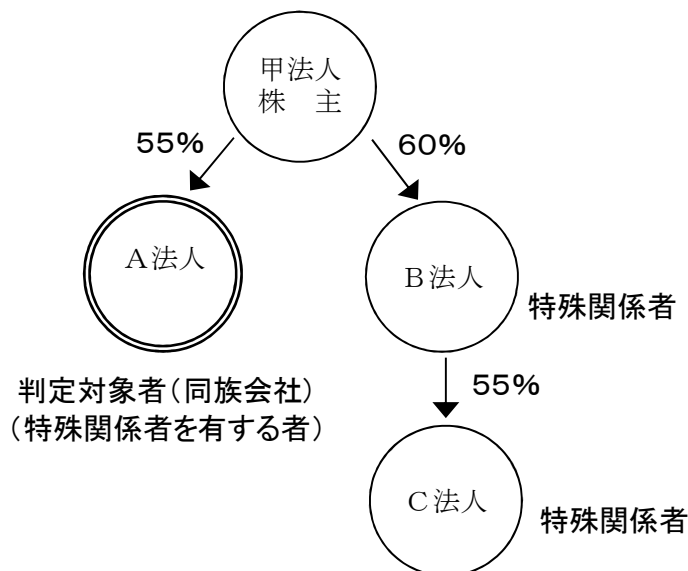 甲法人
株　主
55%
60%
A法人
B法人
特殊関係者
判定対象者（同族会社）
（特殊関係者を有する者）
55%
C法人
特殊関係者